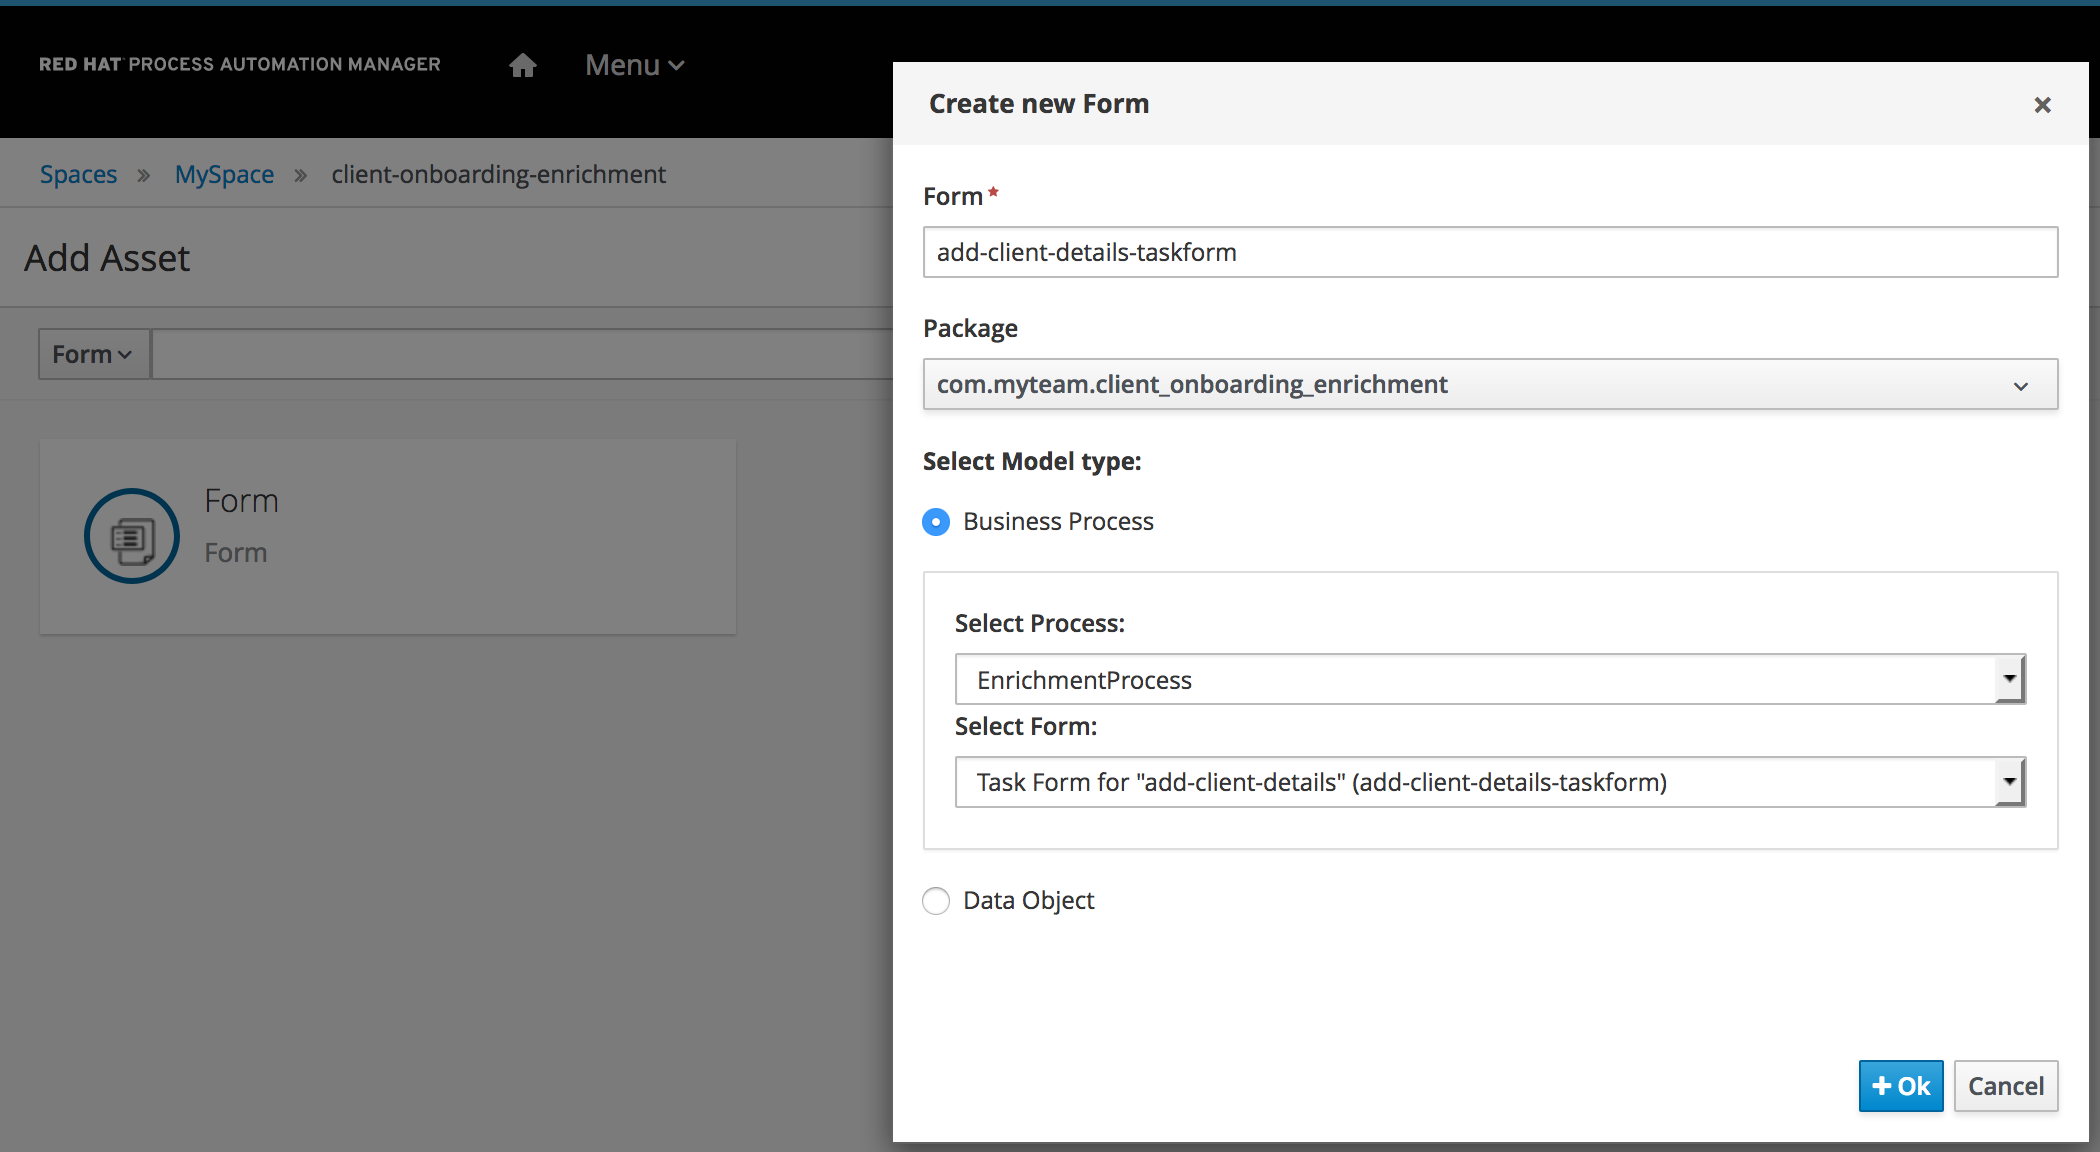 RED HAT PROCESS AUTOMATION MANAGER
Menu
Spaces » MySpace » client-onboarding-enrichment
Add Asset
Form
Form
Form
Create new Form
×
Form *
add-client-details-taskform
Package
com.myteam.client_onboarding_enrichment
Select Model type:
Business Process
Select Process:
EnrichmentProcess
Select Form:
Task Form for "add-client-details" (add-client-details-taskform)
Data Object
+ Ok
Cancel